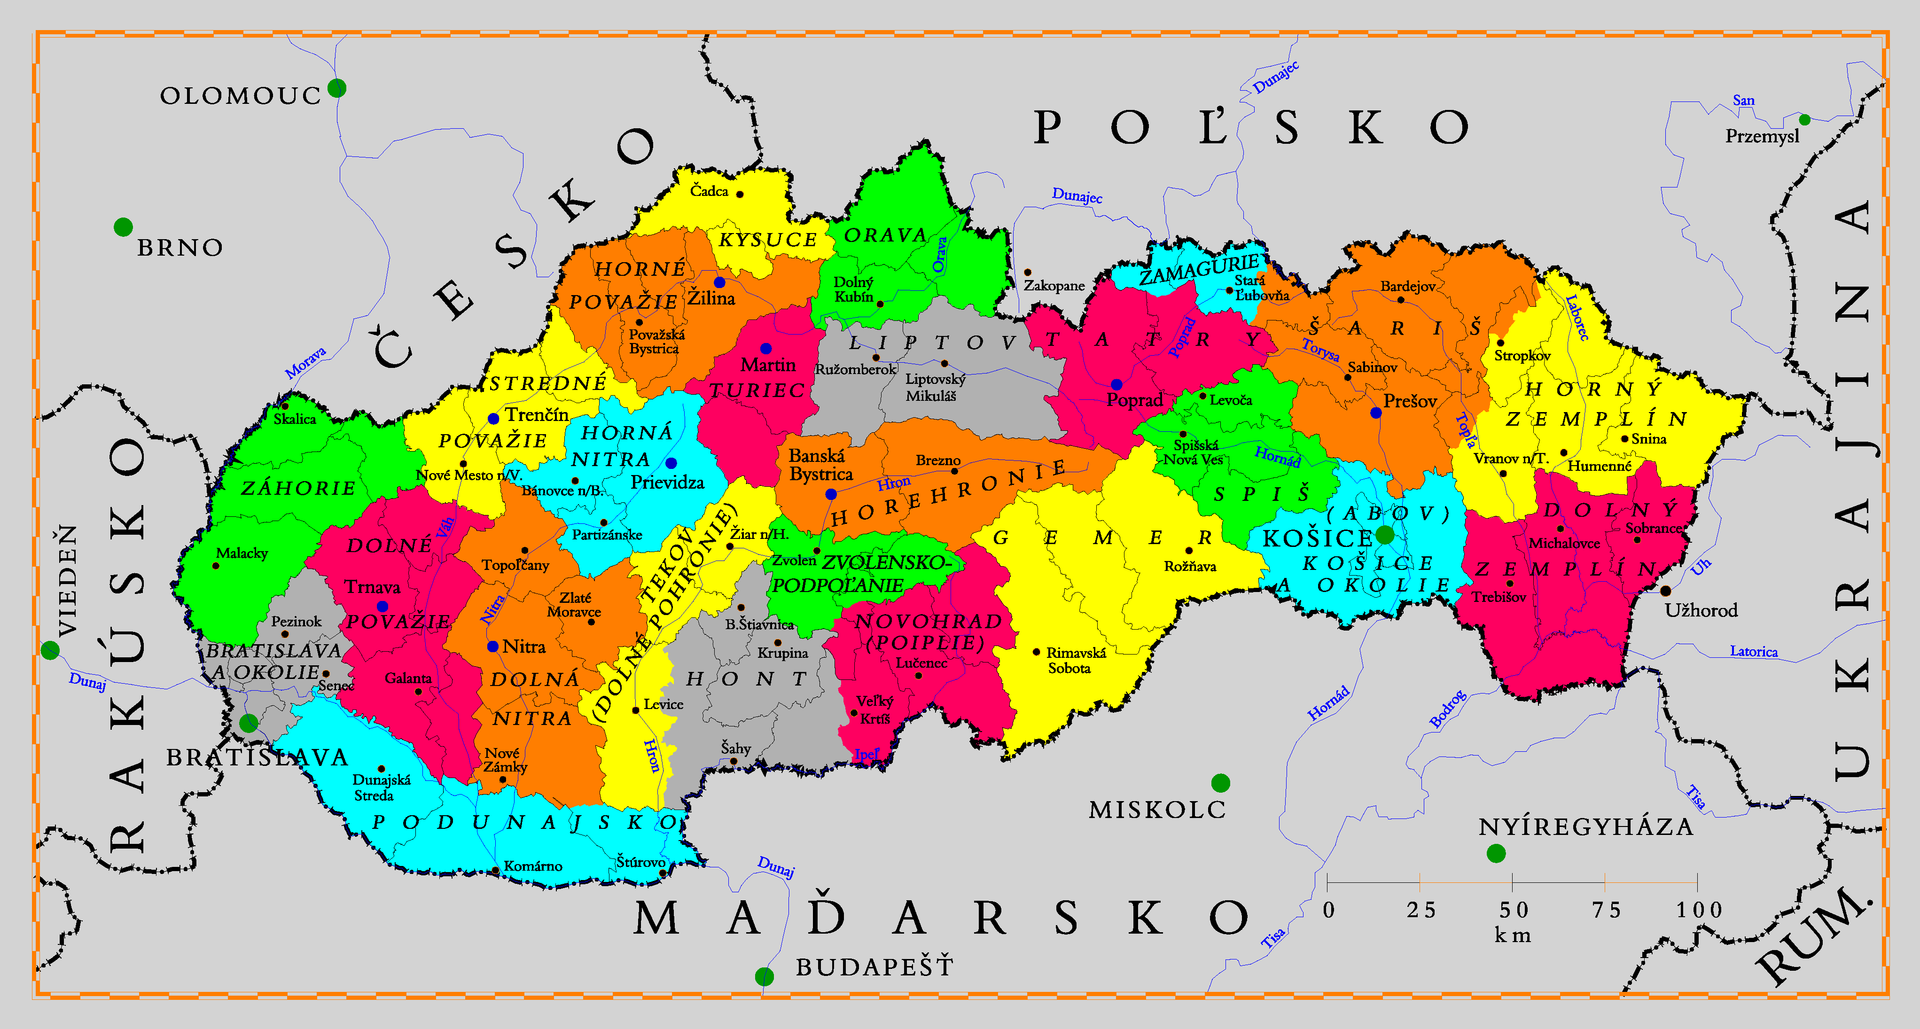 OLOMOUC
BRNO
ČESKO
POĽSKO
Dunajec
Dunajec
San
Przemysl
UKRAJINA
RAKÚSKO
VIEDEŇ
Morava
Čadca
KYSUCE
ORAVA
Orava
Dolný
Kubín
Zakopane
ZAMAGURIE
Stará
Ľubovňa
HORNÉ
POVAŽIE
Žilina
Považská
Bystrica
Martin
TURIEC
LIPTOV
Ružomberok
Liptovský
Mikuláš
TATRY
Poprad
Poprad
Bardejov
ŠARIŠ
Torysa
Sabinov
Prešov
Laborec
Stropkov
HORNÝ
ZEMPLÍN
Snina
Topľa
Vranov n/T.
Humenné
Skalica
ZÁHORIE
Malacky
STREDNÉ
Trenčín
POVAŽIE
Nové Mesto n/V.
HORNÁ
NITRA
Prievidza
Bánovce n/B.
Partizánske
Banská
Bystrica
Brezno
Hron
HOREHRONIE
Levoča
Spišská
Nová Ves
Hornád
SPIŠ
(ABOV)
KOŠICE
KOŠICE
A OKOLIE
DOLNÝ
Sobrance
Michalovce
ZEMPLÍN
Trebišov
Uh
Užhorod
Latorica
DOLNÉ
Váh
Trnava
POVAŽIE
Topoľčany
Zlaté
Moravce
Nitra
Nitra
DOLNÁ
NITRA
Nové
Zámky
TEKOV
(DOLNÉ POHRONIE)
Žiar n/H.
Zvolen
ZVOLENSKO-
PODPOĽANIE
B.Štiavnica
Krupina
HONT
Levice
Hron
Šahy
NOVOHRAD
(POIPLIE)
Lučenec
Veľký
Krtíš
Ipeľ
GEMER
Rožňava
Rimavská
Sobota
Pezinok
BRATISLAVA
A OKOLIE
Senec
Galanta
Dunaj
BRATISLAVA
Dunajská
Streda
PODUNAJSKO
Komárno
Štúrovo
Dunaj
MAĎARSKO
BUDAPEŠŤ
MISKOLC
Hornád
Bodrog
Tisa
Tisa
NYÍREGYHÁZA
0 25 50 75 100
km
RUM.